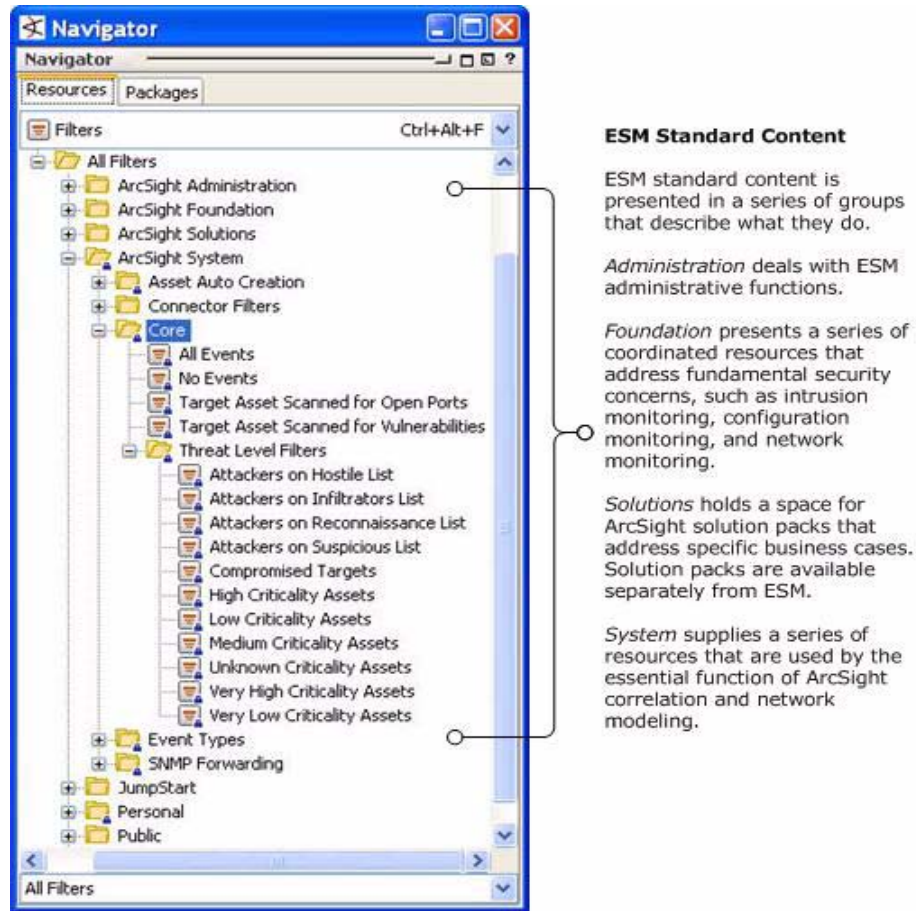 Navigator
Navigator
?
Resources Packages
Filters Ctrl+Alt+F
All Filters
ArcSight Administration
ArcSight Foundation
ArcSight Solutions
ArcSight System
Asset Auto Creation
Connector Filters
Core
All Events
No Events
Target Asset Scanned for Open Ports
Target Asset Scanned for Vulnerabilities
Threat Level Filters
Attackers on Hostile List
Attackers on Infiltrators List
Attackers on Reconnaissance List
Attackers on Suspicious List
Compromised Targets
High Criticality Assets
Low Criticality Assets
Medium Criticality Assets
Unknown Criticality Assets
Very High Criticality Assets
Very Low Criticality Assets
Event Types
SNMP Forwarding
JumpStart
Personal
Public
All Filters
ESM Standard Content
ESM standard content is
presented in a series of groups
that describe what they do.
Administration deals with ESM
administrative functions.
Foundation presents a series of
coordinated resources that
address fundamental security
concerns, such as intrusion
monitoring, configuration
monitoring, and network
monitoring.
Solutions holds a space for
ArcSight solution packs that
address specific business cases.
Solution packs are available
separately from ESM.
System supplies a series of
resources that are used by the
essential function of ArcSight
correlation and network
modeling.